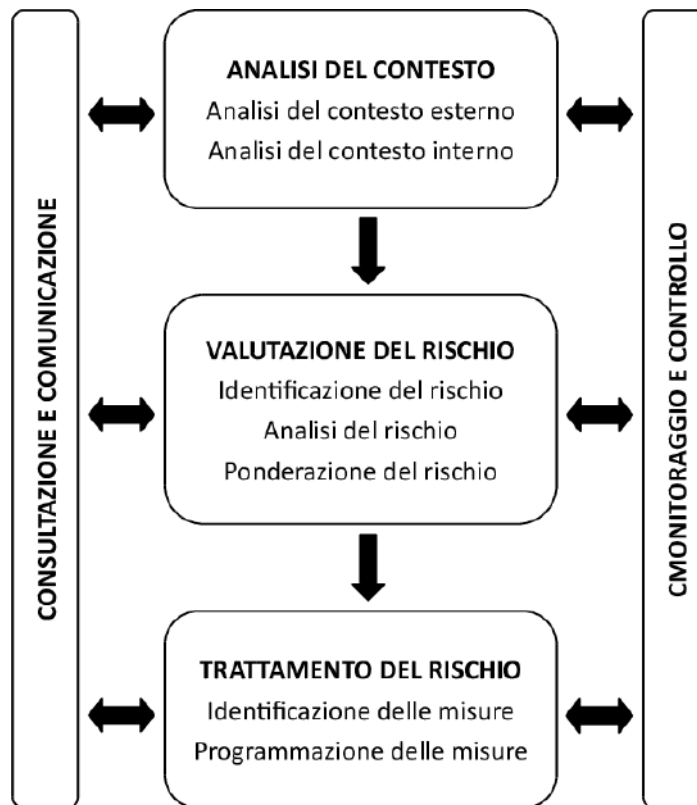 CONSULTAZIONE E COMUNICAZIONE
ANALISI DEL CONTESTO
Analisi del contesto esterno
Analisi del contesto interno
VALUTAZIONE DEL RISCHIO
Identificazione del rischio
Analisi del rischio
Ponderazione del rischio
TRATTAMENTO DEL RISCHIO
Identificazione delle misure
Programmazione delle misure
CMONITORAGGIO E CONTROLLO